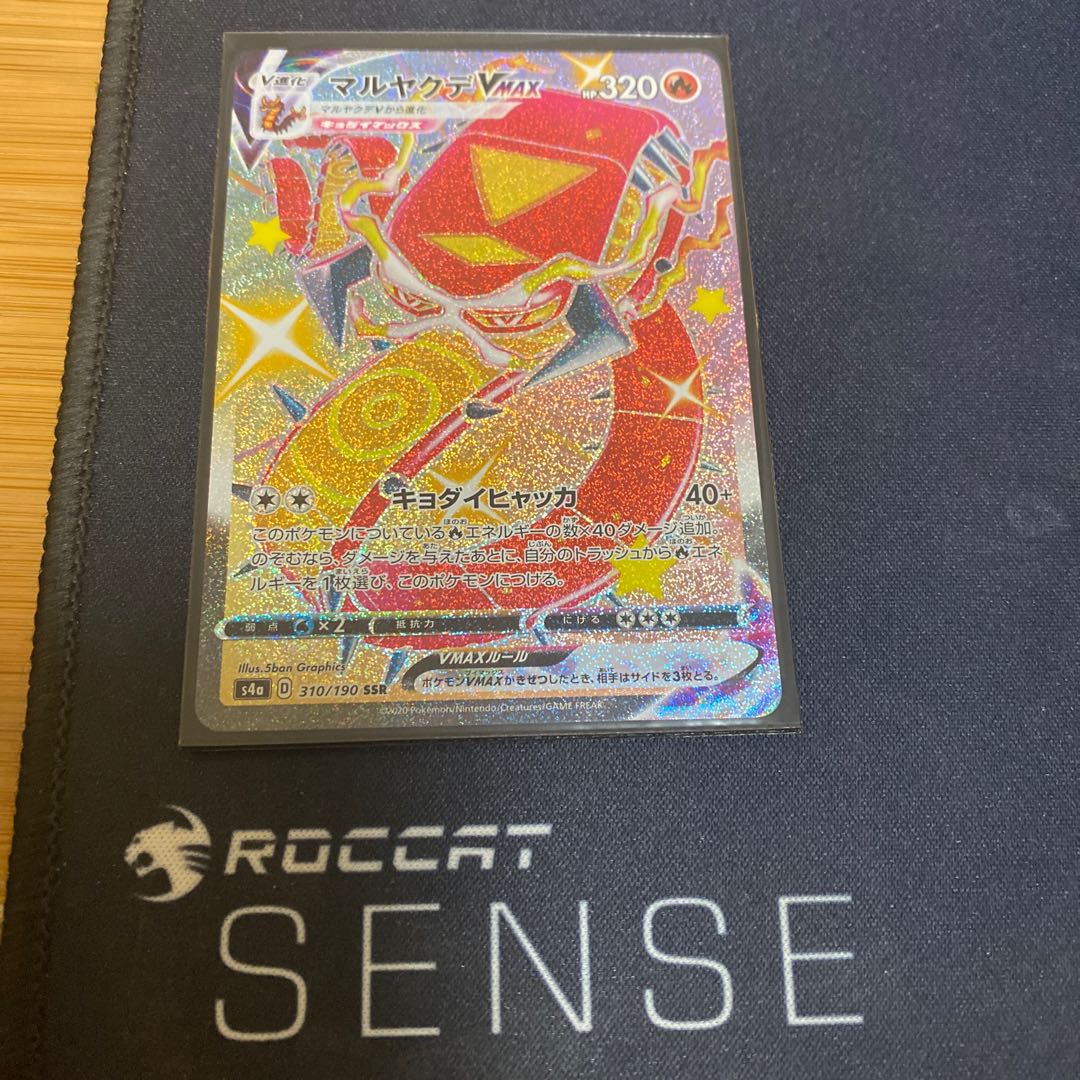 V進化
マルヤクデVMAX
HP 320
マルヤクデVから進化
キョダイマックス
キョダイヒャッカ 40+
このポケモンについている エネルギーの数×40ダメージ追加。
のぞむなら、ダメージを与えたあとに、自分のトラッシュから エネ
ルギーを1枚選び、このポケモンにつける。
弱点 ×2 抵抗力 にげる
Illus.5ban Graphics
VMAXルール
ポケモンVMAXがきぜつしたとき、相手はサイドを3枚とる。
s4a D 310/190 SSR
©2020 Pokémon/Nintendo/Creatures/GAME FREAK.
ROCCAT
SENSE